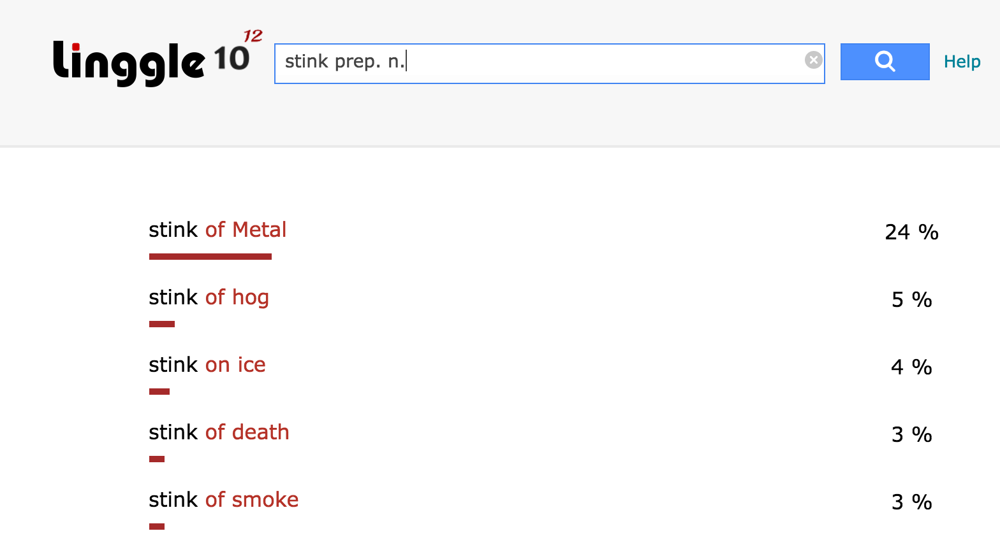 Linggle 10 12 stink prep. n. Help
stink of Metal 24 %
stink of hog 5 %
stink on ice 4 %
stink of death 3 %
stink of smoke 3 %